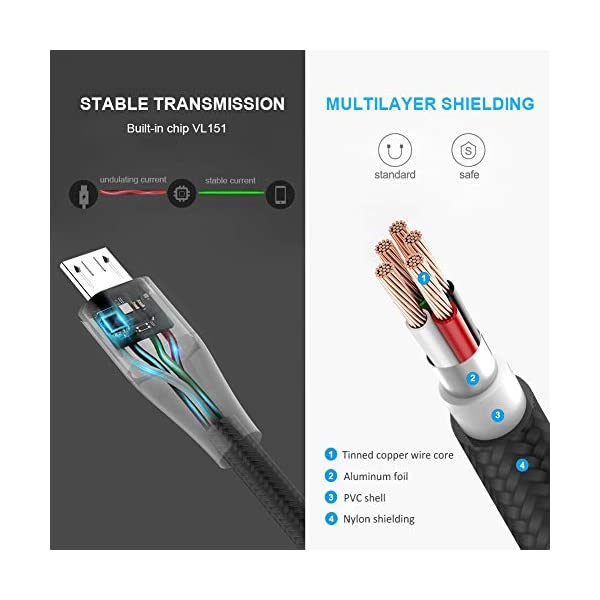 STABLE TRANSMISSION
Built-in chip VL151
undulating current
stable current
MULTILAYER SHIELDING
S
standard
safe
1
2
3
4
1 Tinned copper wire core
2 Aluminum foil
3 PVC shell
4 Nylon shielding